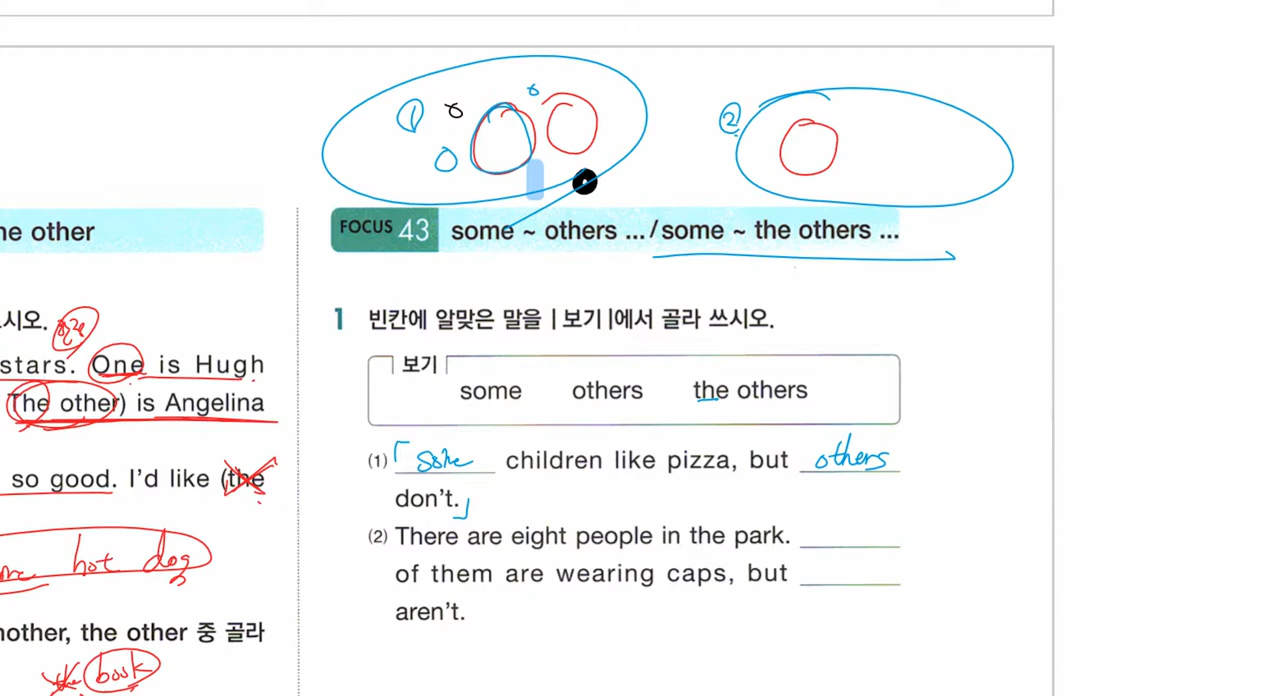 ① ②
ne other
FOCUS 43 some ~ others ... / some ~ the others ...
시오.
stars. One is Hugh
The other) is Angelina
so good. I'd like (the
hot dog
nother, the other 중 골라
the book
1 빈칸에 알맞은 말을 | 보기 |에서 골라 쓰시오.
보기
some others the others
(1) 「some children like pizza, but others
don't.」
(2) There are eight people in the park. ________
of them are wearing caps, but ________
aren't.